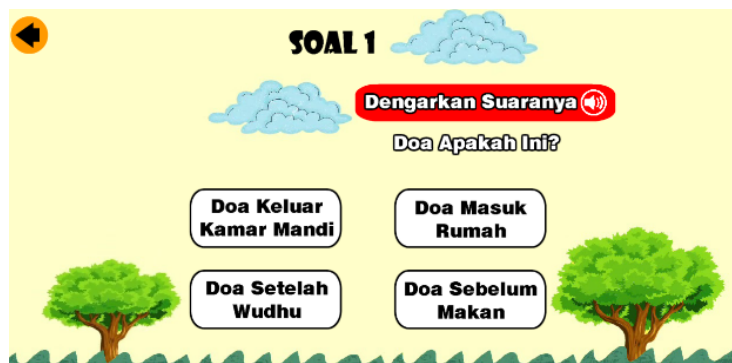 SOAL 1
Dengarkan Suaranya
Doa Apakah Ini?
Doa Keluar
Kamar Mandi
Doa Masuk
Rumah
Doa Setelah
Wudhu
Doa Sebelum
Makan